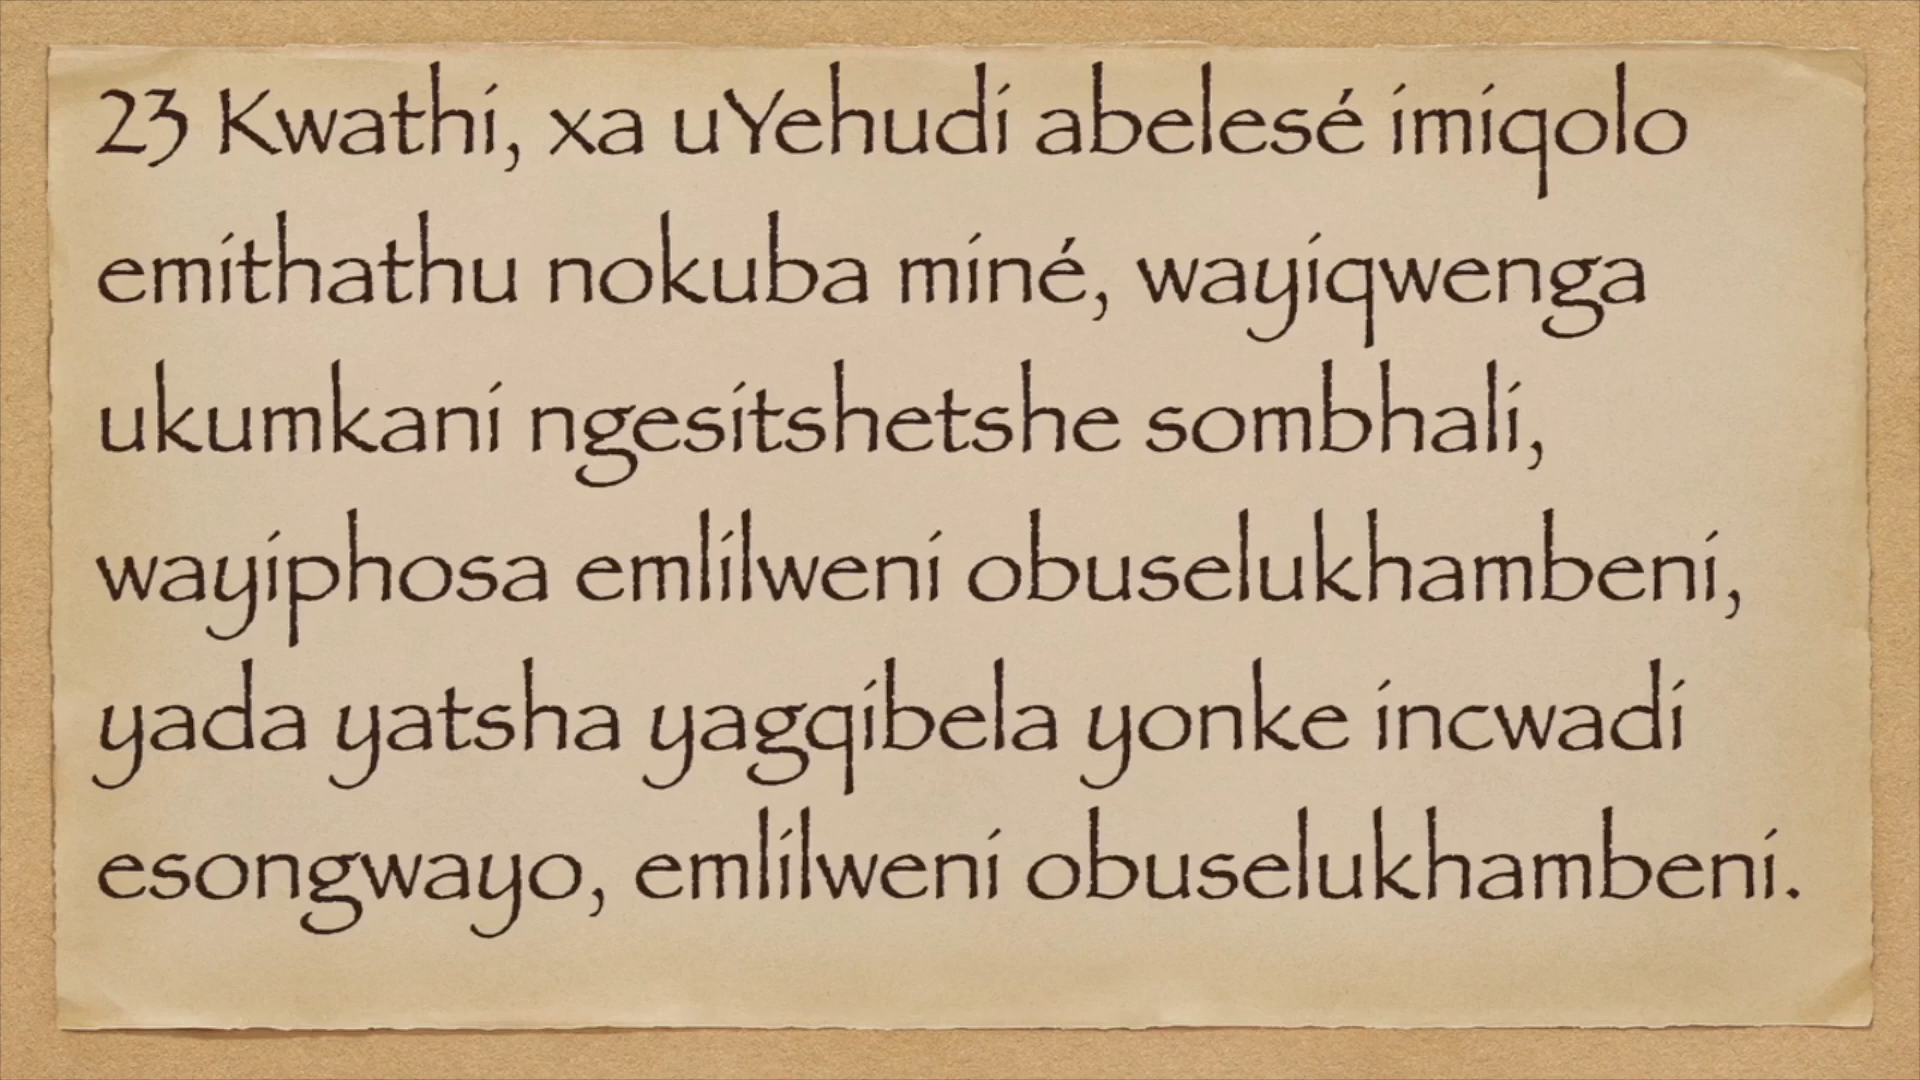 23 Kwathi, xa uYehudi abelesé imiqolo
emithathu nokuba miné, wayiqwenga
ukumkani ngesitshetshe sombhali,
wayiphosa emlilweni obuselukhambeni,
yada yatsha yagqibela yonke incwadi
esongwayo, emlilweni obuselukhambeni.